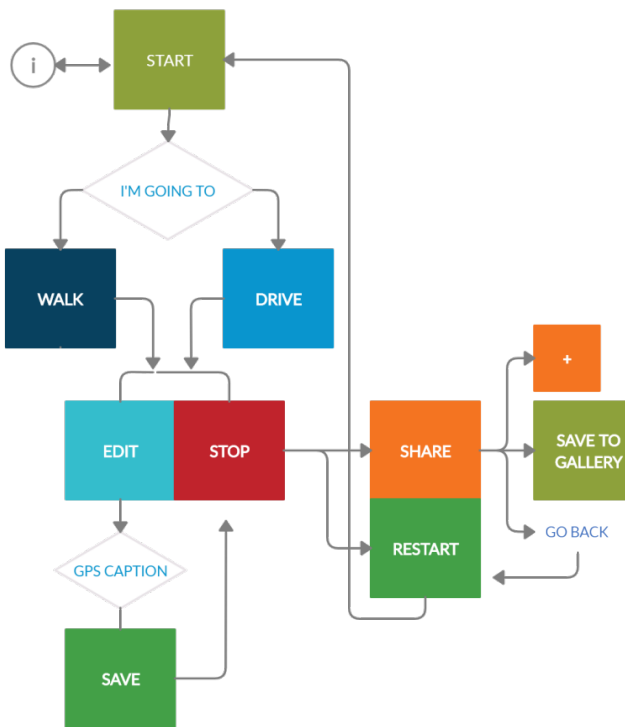 i
START
I'M GOING TO
WALK
DRIVE
+
EDIT
STOP
SHARE
SAVE TO
GALLERY
GO BACK
RESTART
GPS CAPTION
SAVE